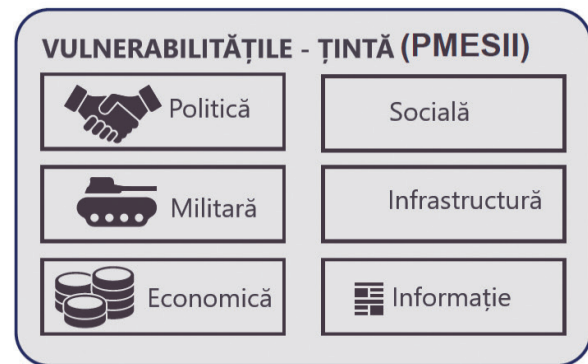 VULNERABILITĂȚILE - ȚINTĂ (PMESII)
Politică
Socială
Militară
Infrastructură
Economică
Informație